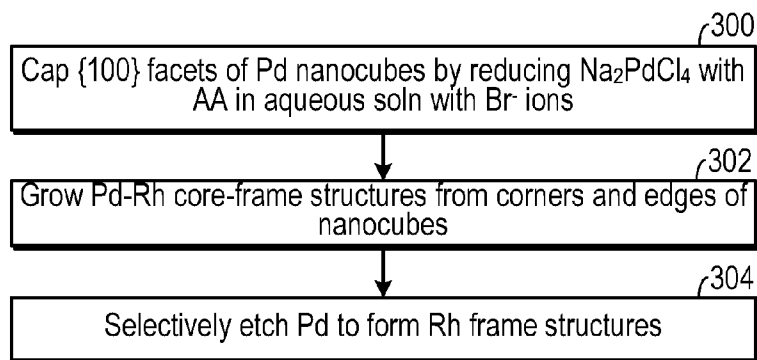 300
Cap {100} facets of Pd nanocubes by reducing Na₂PdCl₄ with
AA in aqueous soln with Br⁻ ions
302
Grow Pd-Rh core-frame structures from corners and edges of
nanocubes
304
Selectively etch Pd to form Rh frame structures